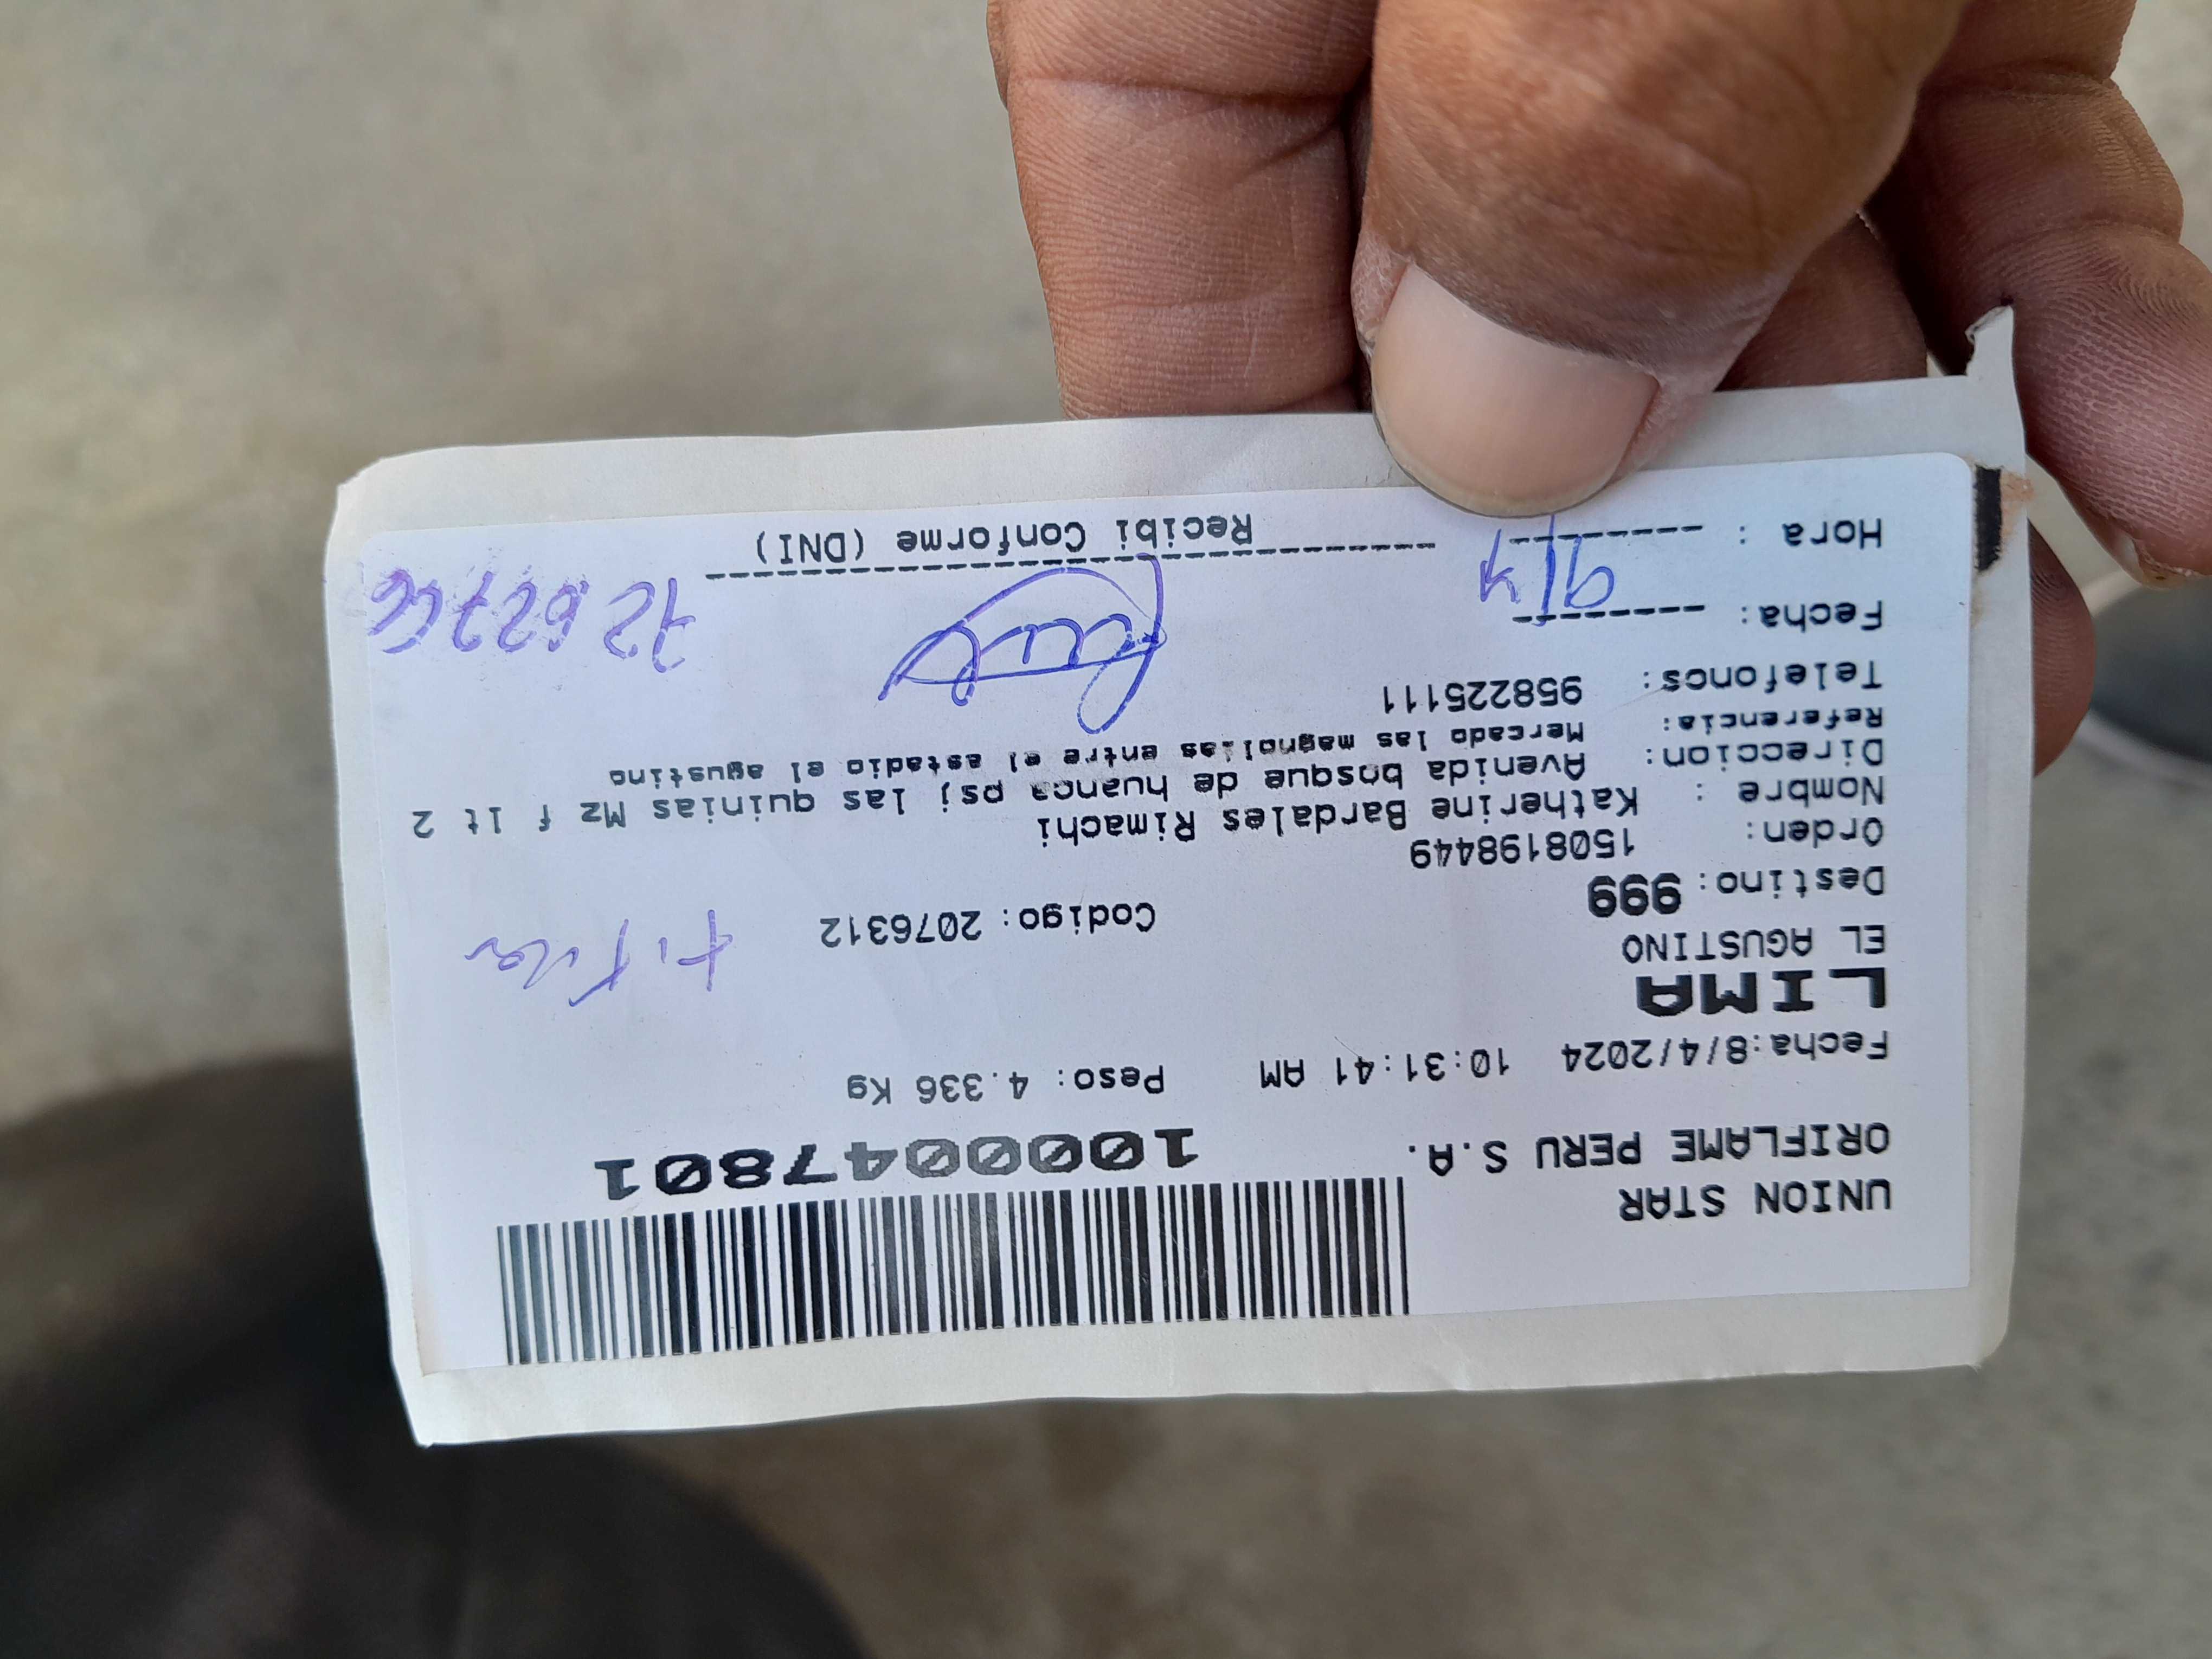 UNION STAR
ORIFLAME PERU S.A.
10000047801
Fecha:8/4/2024 10:31:41 AM Peso: 4.336 Kg
LIMA
EL AGUSTINO
Destino: 999 Codigo: 2076312
Orden: 1508198449
Nombre : Katherine Bardales Rimachi
Direccion: Avenida bosque de huanca psj las quinias Mz f lt 2
Referencia: Mercado las magnolias entre el estadio el agustino
Telefonos: 958225111
Fecha: 9/4
Hora :
Recibi Conforme (DNI)